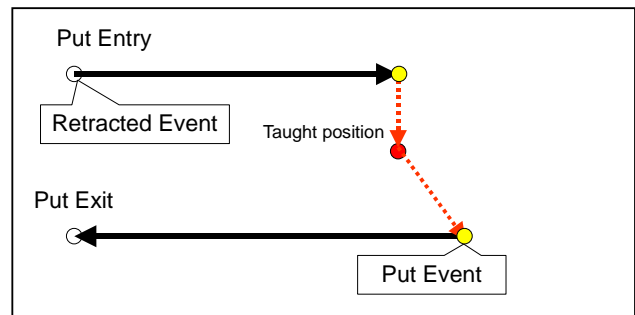 Put Entry
Retracted Event
Taught position
Put Exit
Put Event